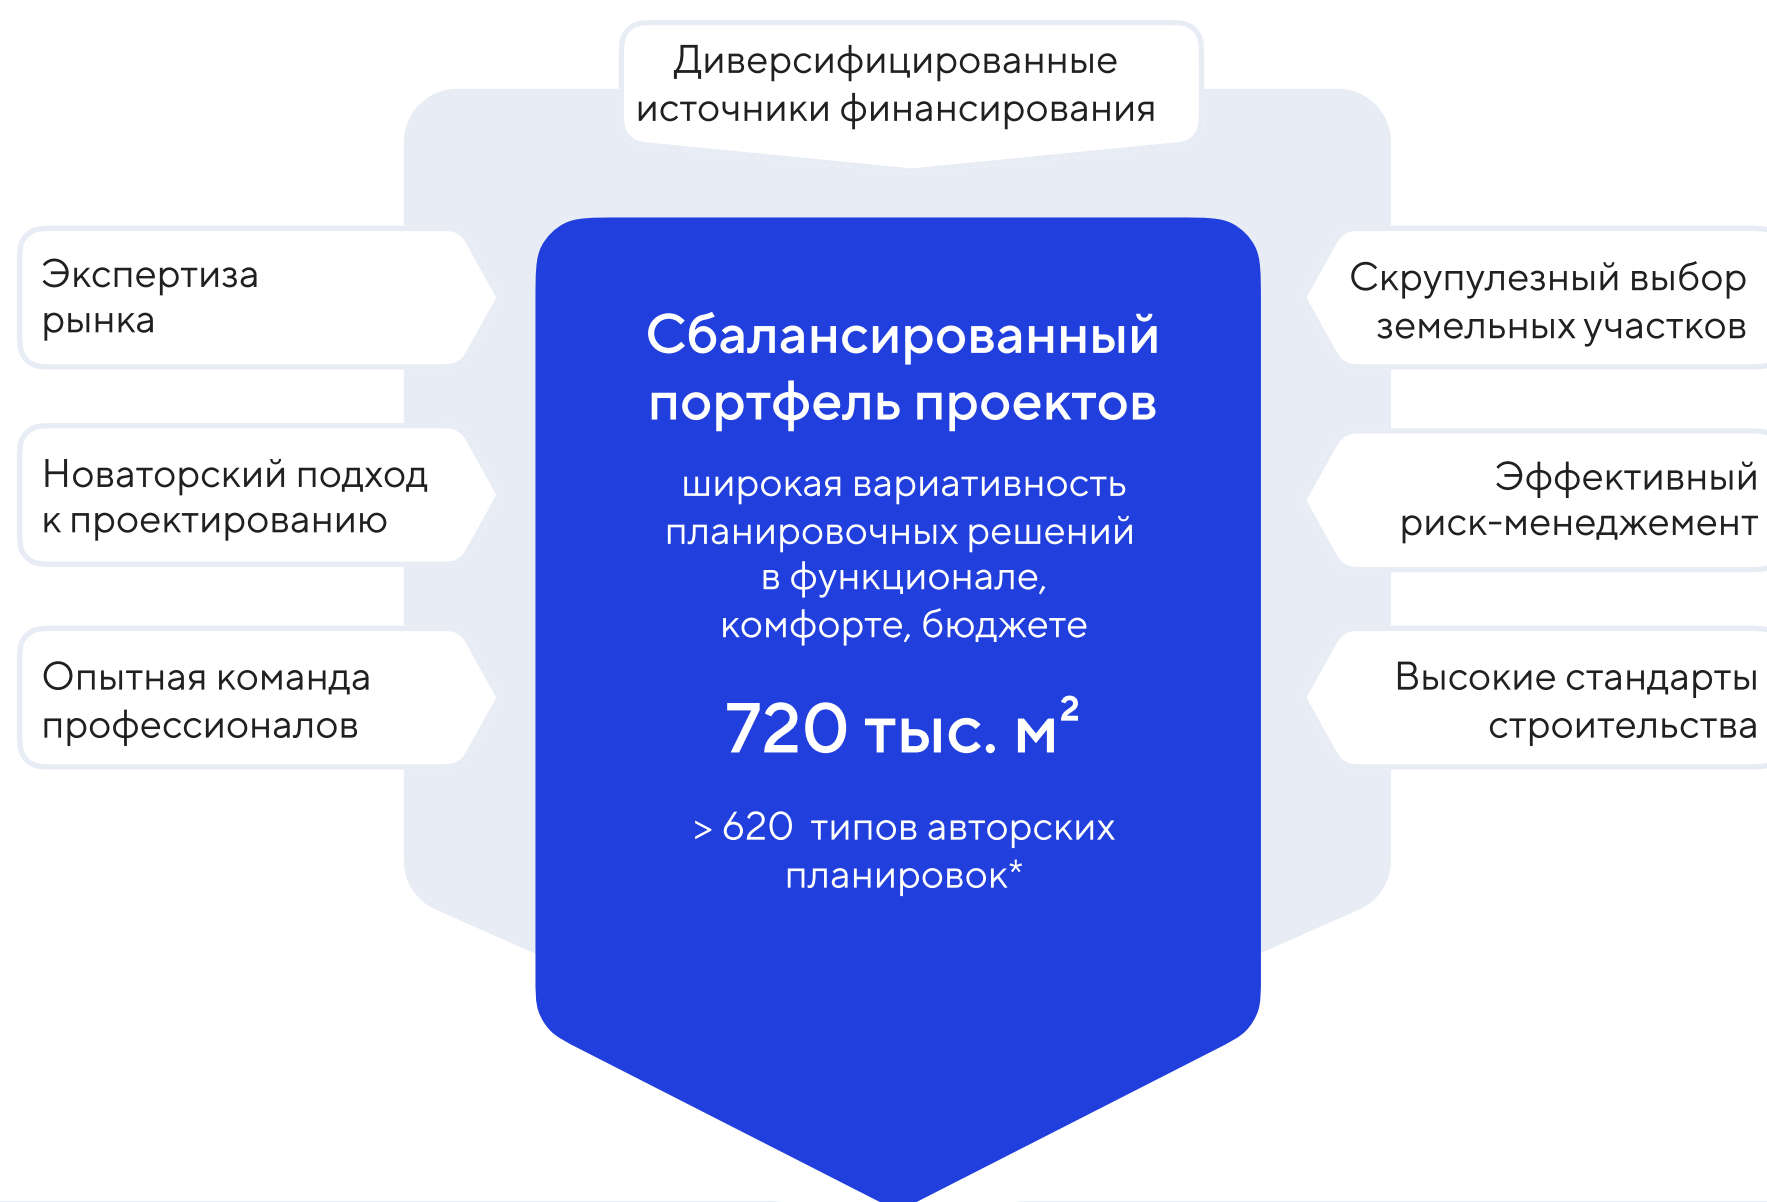 Диверсифицированные
источники финансирования
Экспертиза
рынка
Новаторский подход
к проектированию
Опытная команда
профессионалов
Сбалансированный
портфель проектов
широкая вариативность
планировочных решений
в функционале,
комфорте, бюджете
720 тыс. м²
> 620 типов авторских
планировок*
Скрупулезный выбор
земельных участков
Эффективный
риск-менеджмент
Высокие стандарты
строительства